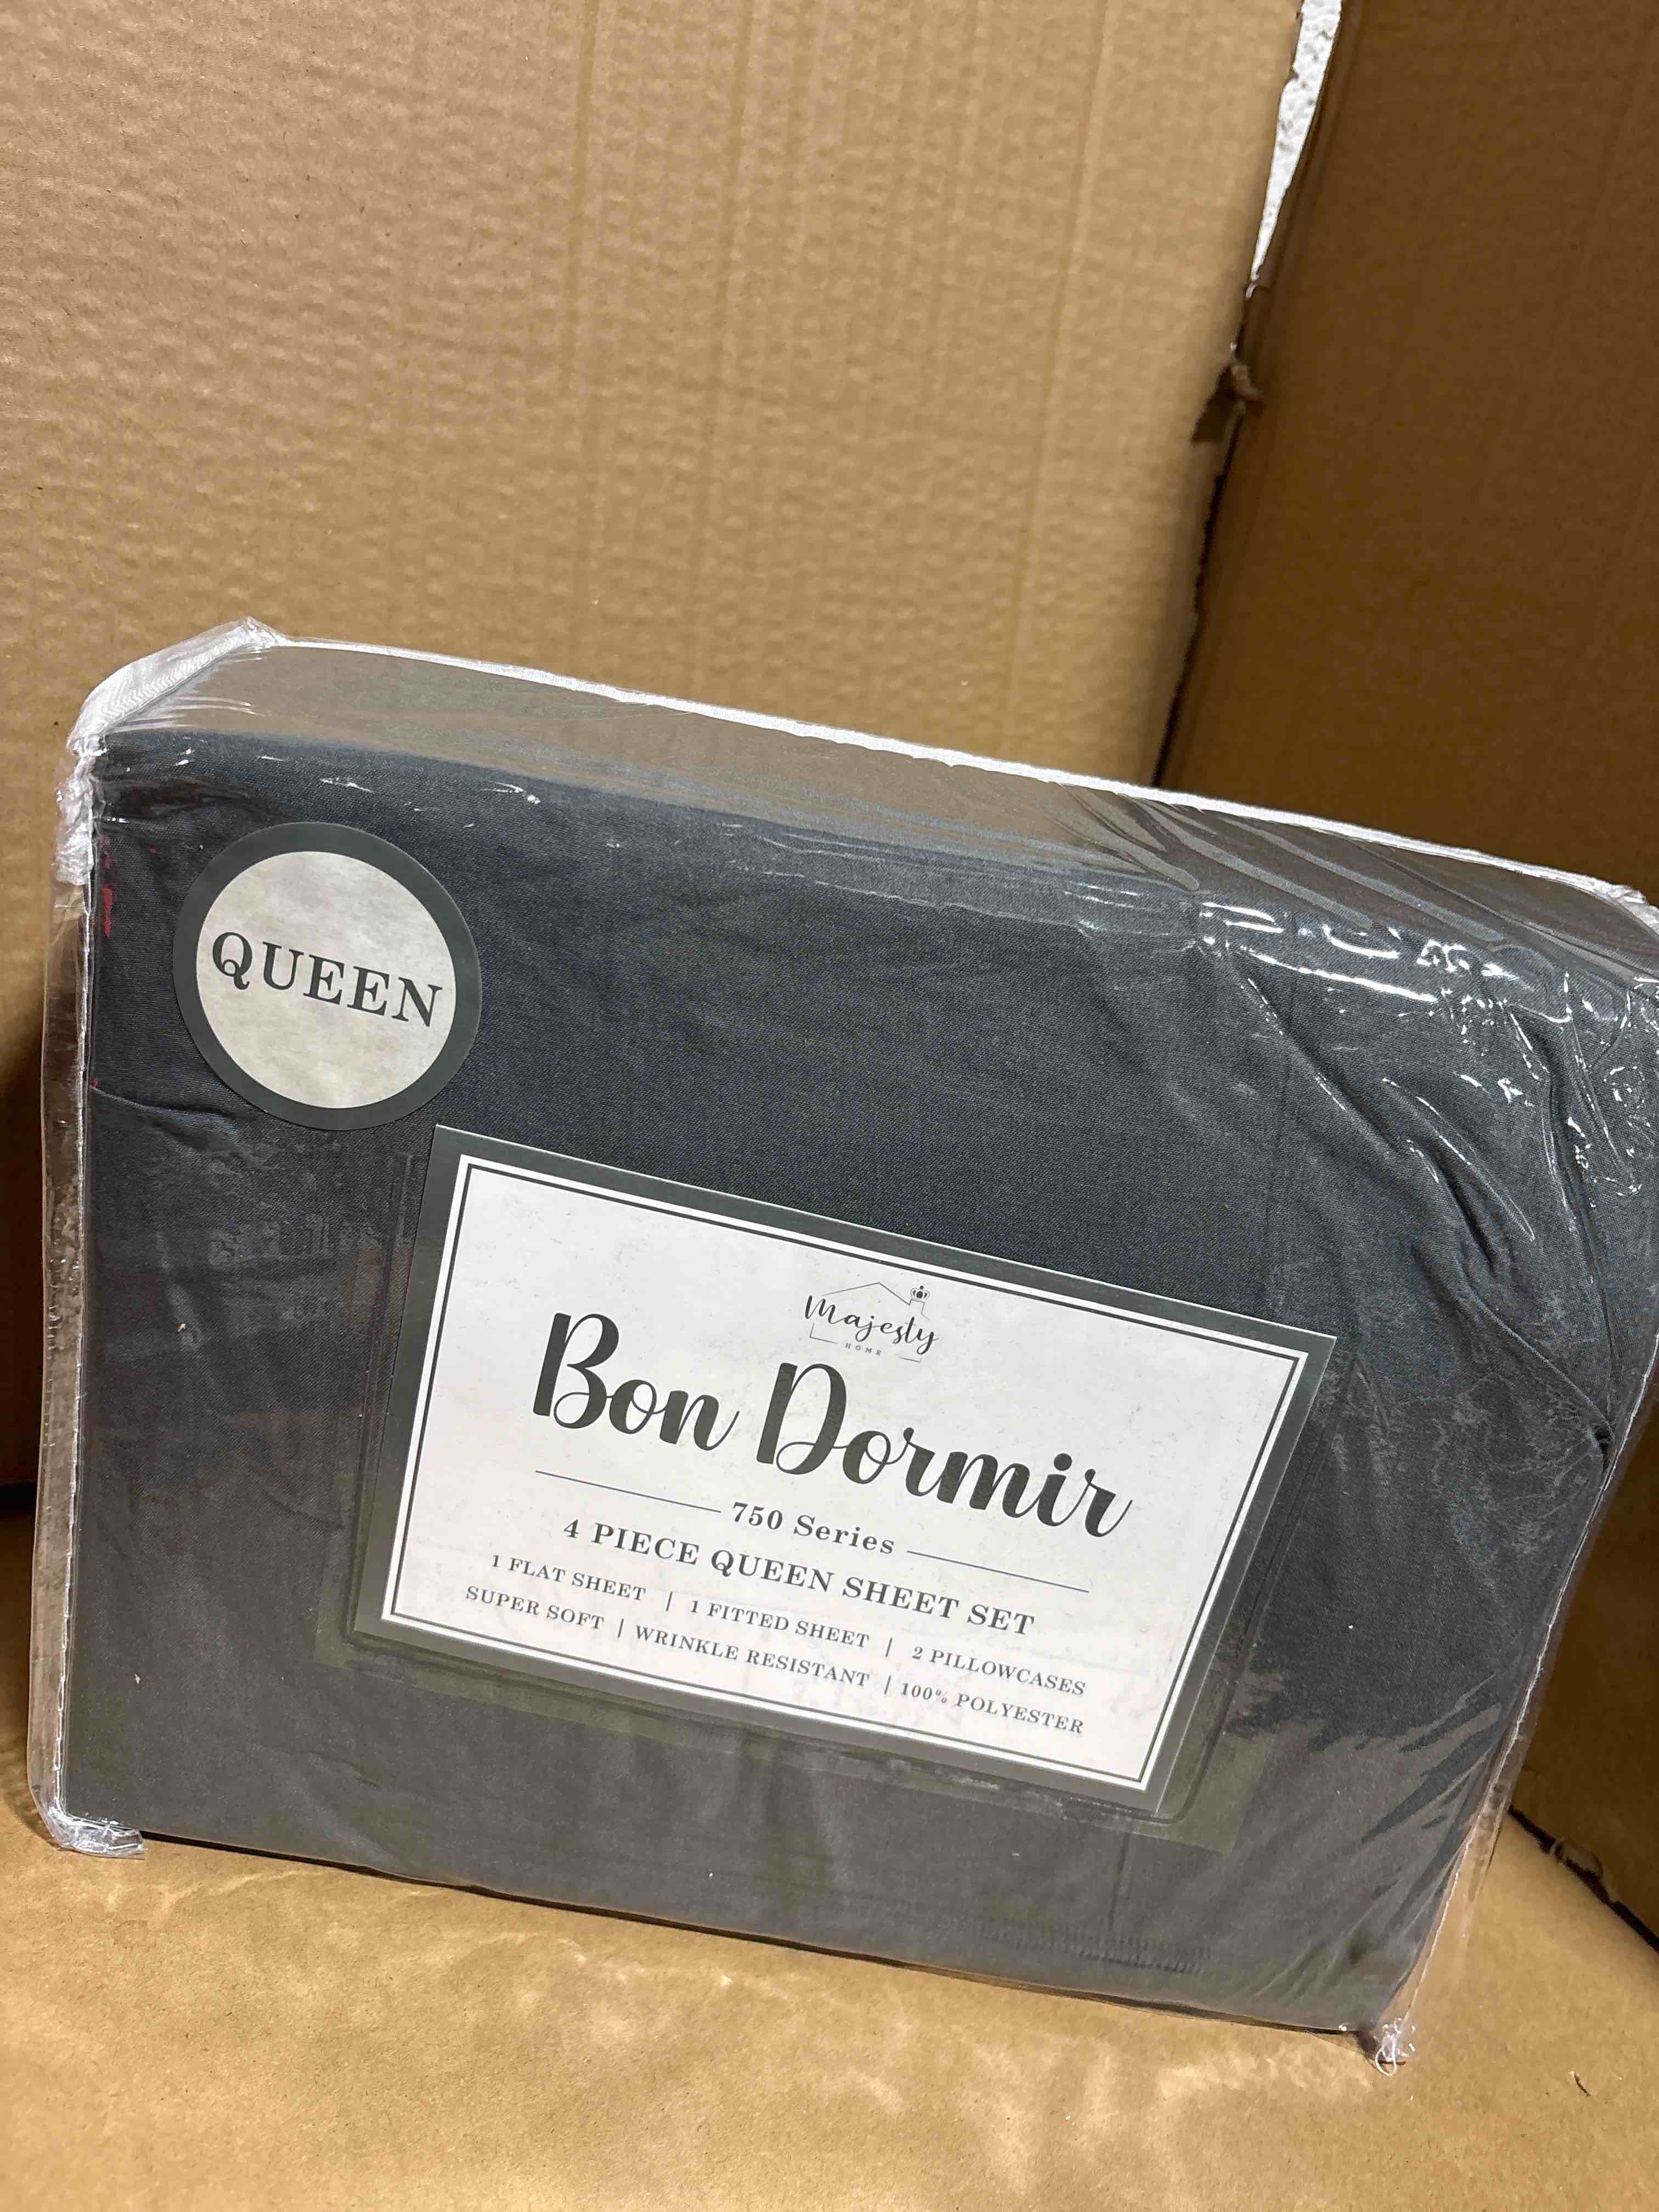 QUEEN
Majesty
HOME
Bon Dormir
750 Series
4 PIECE QUEEN SHEET SET
1 FLAT SHEET | 1 FITTED SHEET | 2 PILLOWCASES
SUPER SOFT | WRINKLE RESISTANT | 100% POLYESTER